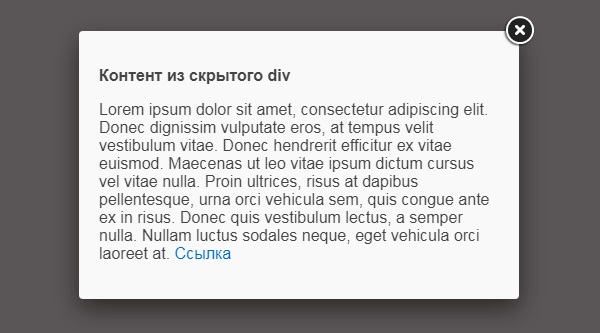 Контент из скрытого div
Lorem ipsum dolor sit amet, consectetur adipiscing elit.
Donec dignissim vulputate eros, at tempus velit
vestibulum vitae. Donec hendrerit efficitur ex vitae
euismod. Maecenas ut leo vitae ipsum dictum cursus
vel vitae nulla. Proin ultrices, risus at dapibus
pellentesque, urna orci vehicula sem, quis congue ante
ex in risus. Donec quis vestibulum lectus, a semper
nulla. Nullam luctus sodales neque, eget vehicula orci
laoreet at. Ссылка